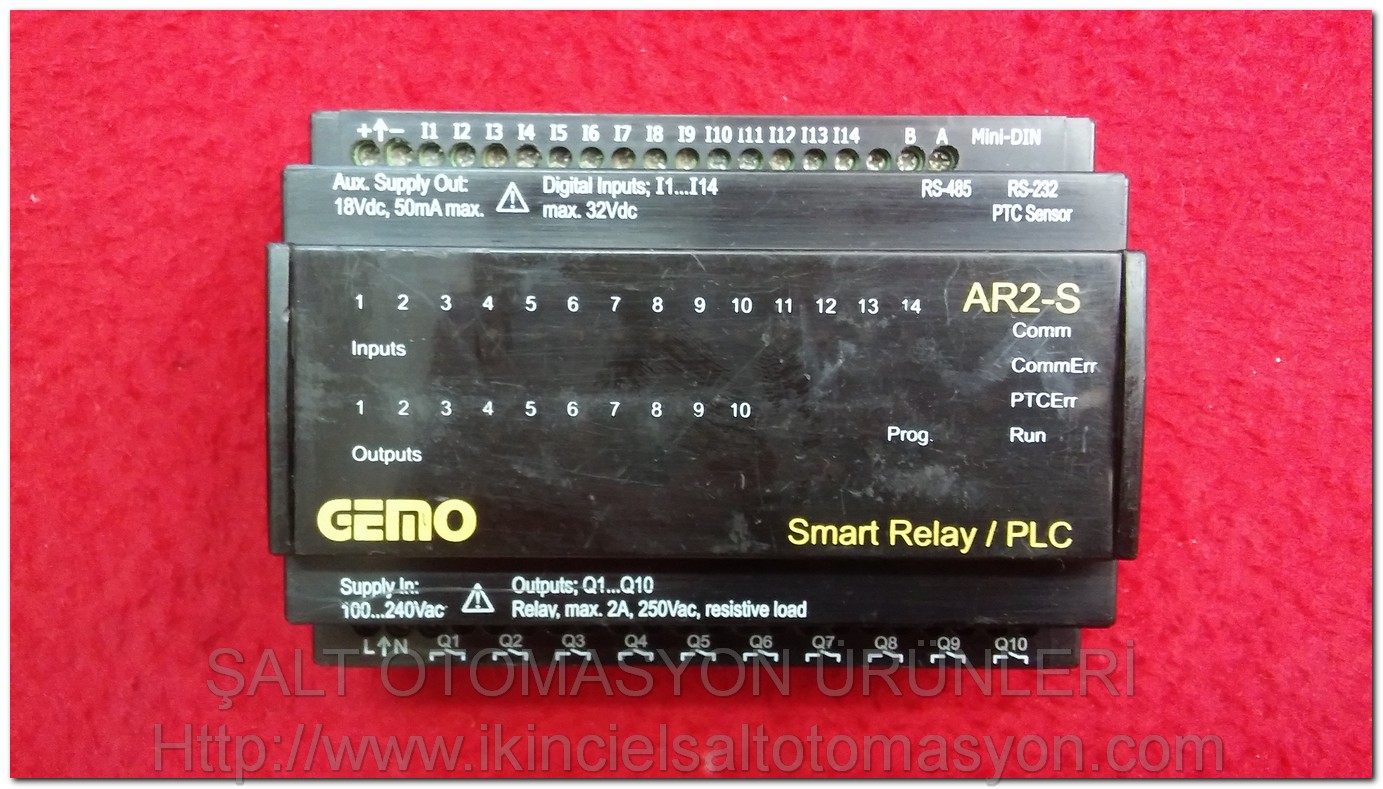 + ↑ − I1 I2 I3 I4 I5 I6 I7 I8 I9 I10 I11 I12 I13 I14 B A Mini-DIN
Aux. Supply Out: ⚠ Digital Inputs; I1...I14 RS-485 RS-232
18Vdc, 50mA max. max. 32Vdc PTC Sensor
1 2 3 4 5 6 7 8 9 10 11 12 13 14 AR2-S
Comm
Inputs
CommErr
1 2 3 4 5 6 7 8 9 10 PTCErr
Prog. Run
Outputs
GEMO Smart Relay / PLC
Supply In: ⚠ Outputs; Q1...Q10
100...240Vac Relay, max. 2A, 250Vac, resistive load
L ↑ N Q1 Q2 Q3 Q4 Q5 Q6 Q7 Q8 Q9 Q10
ŞALT OTOMASYON ÜRÜNLERİ
Http://www.ikincielsaltotomasyon.com